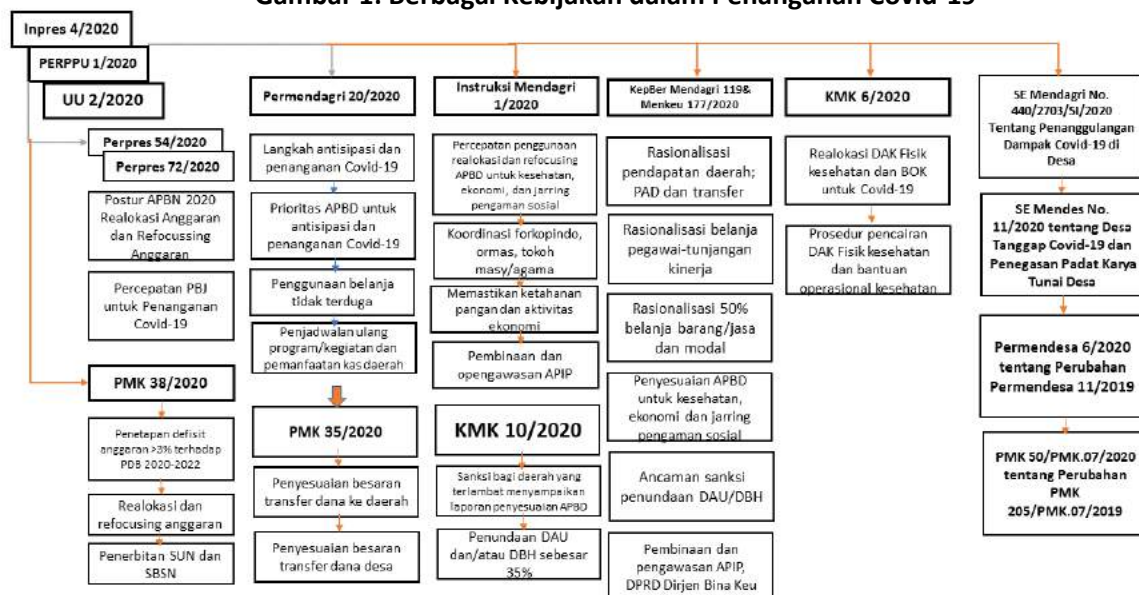 Gambar 1. Berbagai Kebijakan dalam Penanganan Covid-19
Inpres 4/2020
PERPPU 1/2020
UU 2/2020
Perpres 54/2020
Perpres 72/2020
Postur APBN 2020
Realokasi Anggaran
dan Refocussing
Anggaran
Percepatan PBJ
untuk Penanganan
Covid-19
PMK 38/2020
Penetapan defisit
anggaran >3% terhadap
PDB 2020-2022
Realokasi dan
refocusing anggaran
Penerbitan SUN dan
SBSN
Permendagri 20/2020
Langkah antisipasi dan
penanganan Covid-19
Prioritas APBD untuk
antisipasi dan
penanganan Covid-19
Penggunaan belanja
tidak terduga
Penjadwalan ulang
program/kegiatan dan
pemanfaatan kas daerah
PMK 35/2020
Penyesuaian besaran
transfer dana ke daerah
Penyesuaian besaran
transfer dana desa
Instruksi Mendagri
1/2020
Percepatan penggunaan
realokasi dan refocusing
APBD untuk kesehatan,
ekonomi, dan jarring
pengaman sosial
Koordinasi forkopindo,
ormas, tokoh
masy/agama
Memastikan ketahanan
pangan dan aktivitas
ekonomi
Pembinaan dan
opengawasan APIP
KMK 10/2020
Sanksi bagi daerah yang
terlambat menyampaikan
laporan penyesuaian APBD
Penundaan DAU
dan/atau DBH sebesar
35%
KepBer Mendagri 119&
Menkeu 177/2020
Rasionalisasi
pendapatan daerah;
PAD dan transfer
Rasionalisasi belanja
pegawai-tunjangan
kinerja
Rasionalisasi 50%
belanja barang/jasa
dan modal
Penyesuaian APBD
untuk kesehatan,
ekonomi dan jarring
pengaman sosial
Ancaman sanksi
penundaan DAU/DBH
Pembinaan dan
pengawasan APIP,
DPRD Dirjen Bina Keu
KMK 6/2020
Realokasi DAK Fisik
kesehatan dan BOK
untuk Covid-19
Prosedur pencairan
DAK Fisik kesehatan
dan bantuan
operasional kesehatan
SE Mendagri No.
440/2703/SJ/2020
Tentang Penanggulangan
Dampak Covid-19 di
Desa
SE Mendes No.
11/2020 tentang Desa
Tanggap Covid-19 dan
Penegasan Padat Karya
Tunai Desa
Permendesa 6/2020
tentang Perubahan
Permendesa 11/2019
PMK 50/PMK.07/2020
tentang Perubahan
PMK
205/PMK.07/2019